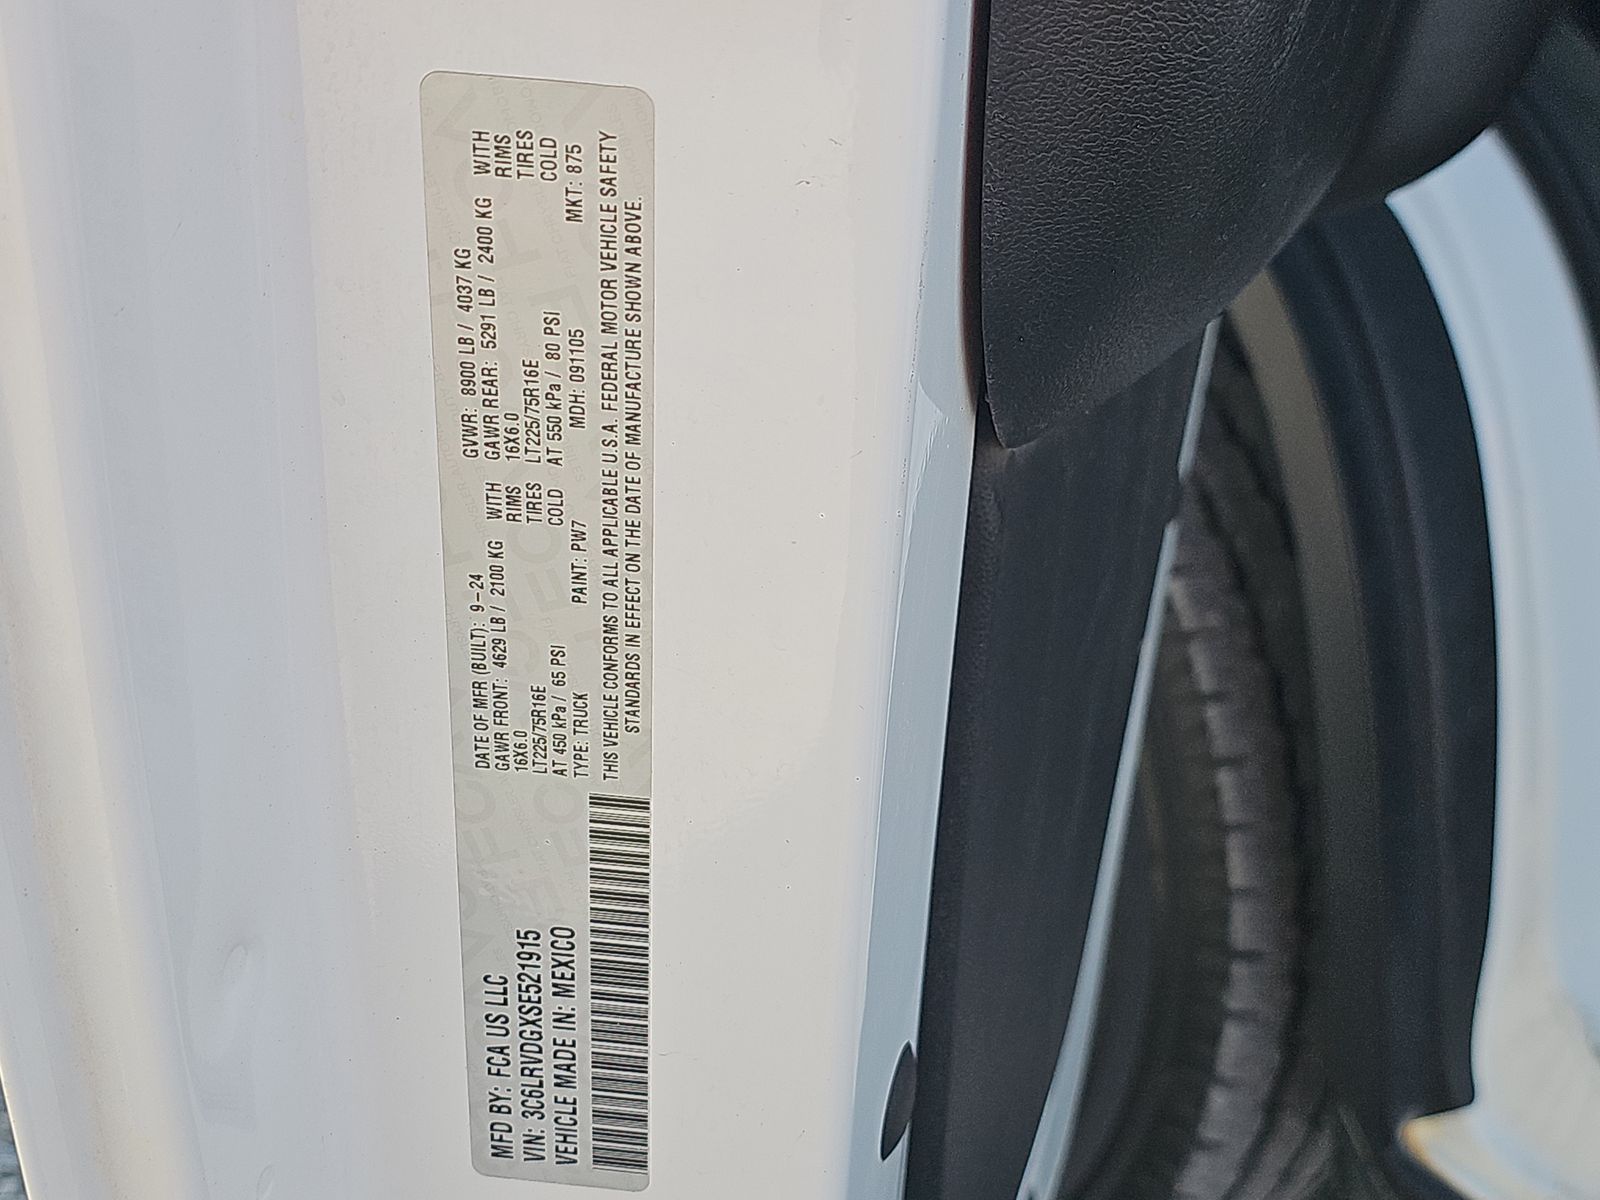 MFD BY: FCA US LLC
VIN: 3C6LRVDGXSE521915
VEHICLE MADE IN: MEXICO
DATE OF MFR (BUILT): 9-24 GVWR: 8900 LB / 4037 KG
GAWR FRONT: 4629 LB / 2100 KG WITH GAWR REAR: 5291 LB / 2400 KG WITH
16X6.0 RIMS 16X6.0 RIMS
LT225/75R16E TIRES LT225/75R16E TIRES
AT 450 kPa / 65 PSI COLD AT 550 kPa / 80 PSI COLD
TYPE: TRUCK PAINT: PW7 MDH: 091105 MKT: 875
THIS VEHICLE CONFORMS TO ALL APPLICABLE U.S.A. FEDERAL MOTOR VEHICLE SAFETY
STANDARDS IN EFFECT ON THE DATE OF MANUFACTURE SHOWN ABOVE.